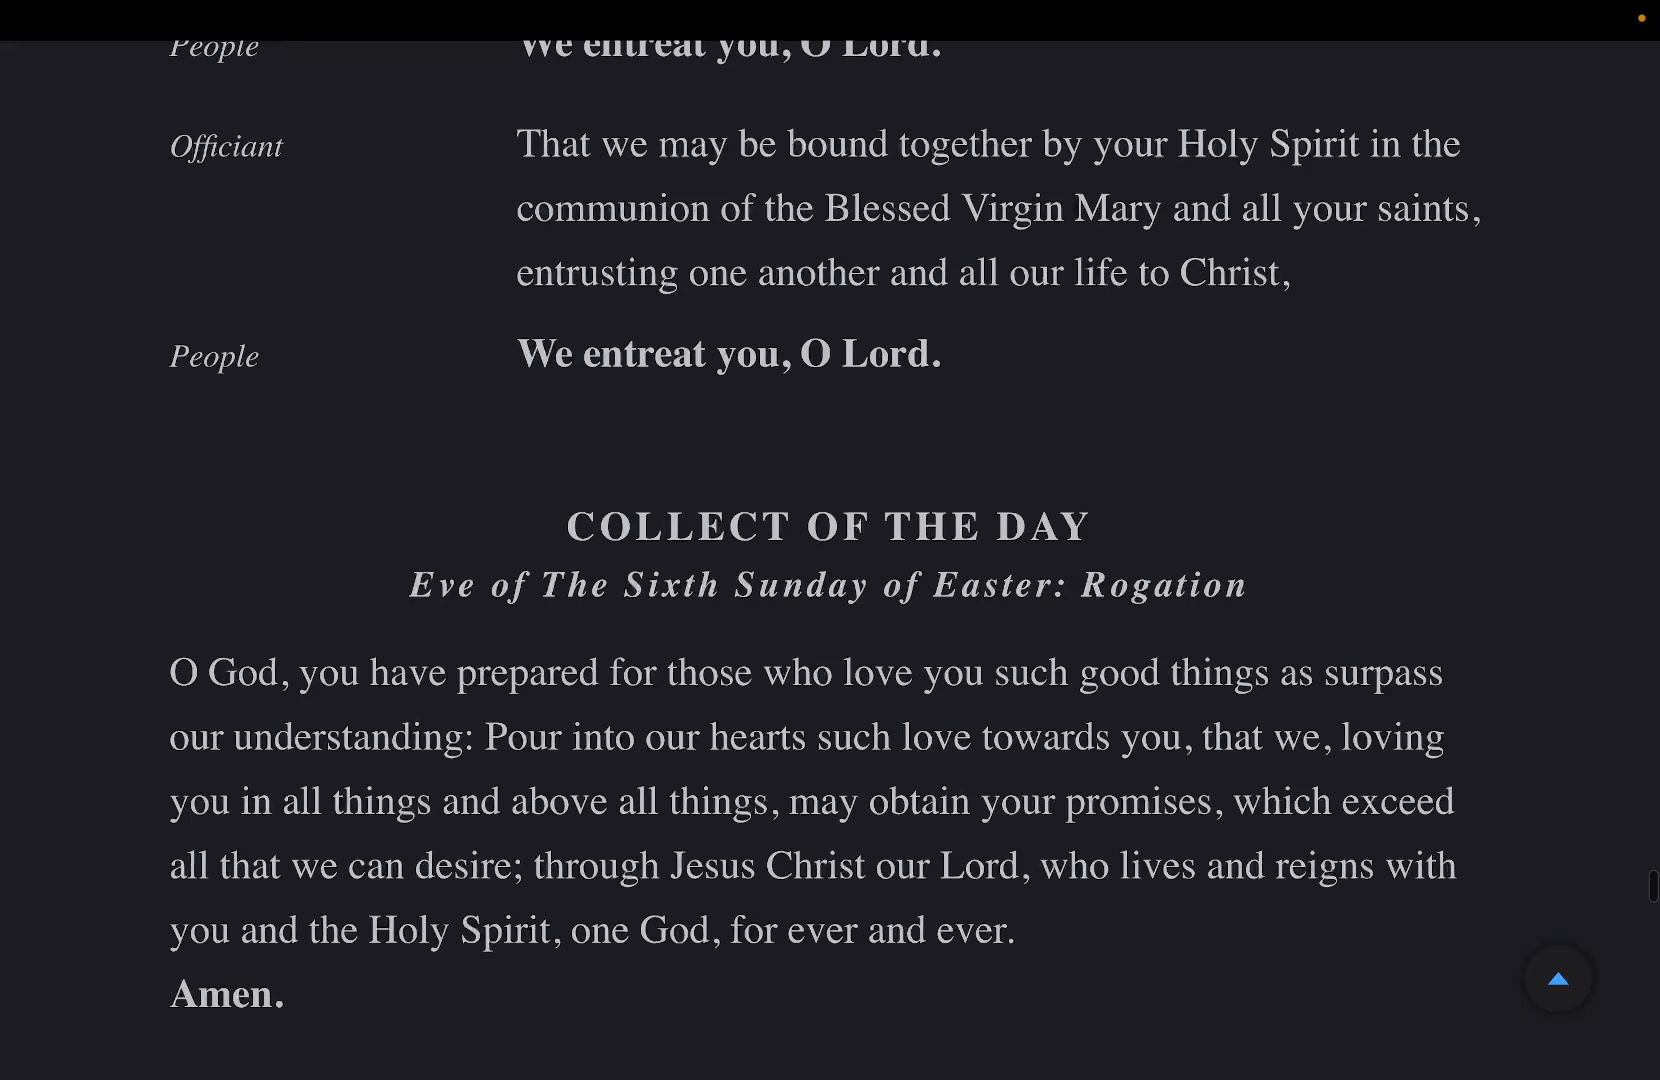 People We entreat you, O Lord.
Officiant That we may be bound together by your Holy Spirit in the
communion of the Blessed Virgin Mary and all your saints,
entrusting one another and all our life to Christ,
People We entreat you, O Lord.
COLLECT OF THE DAY
Eve of The Sixth Sunday of Easter: Rogation
O God, you have prepared for those who love you such good things as surpass
our understanding: Pour into our hearts such love towards you, that we, loving
you in all things and above all things, may obtain your promises, which exceed
all that we can desire; through Jesus Christ our Lord, who lives and reigns with
you and the Holy Spirit, one God, for ever and ever.
Amen.